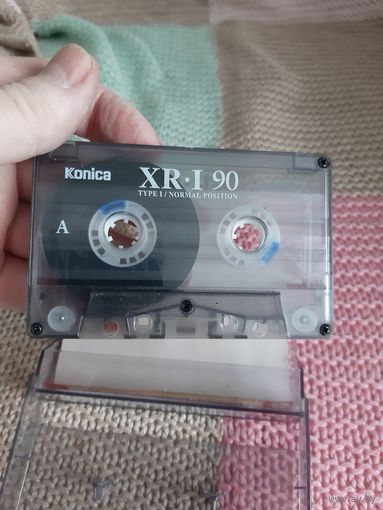 Konica
XR·I 90
TYPE I / NORMAL POSITION
A